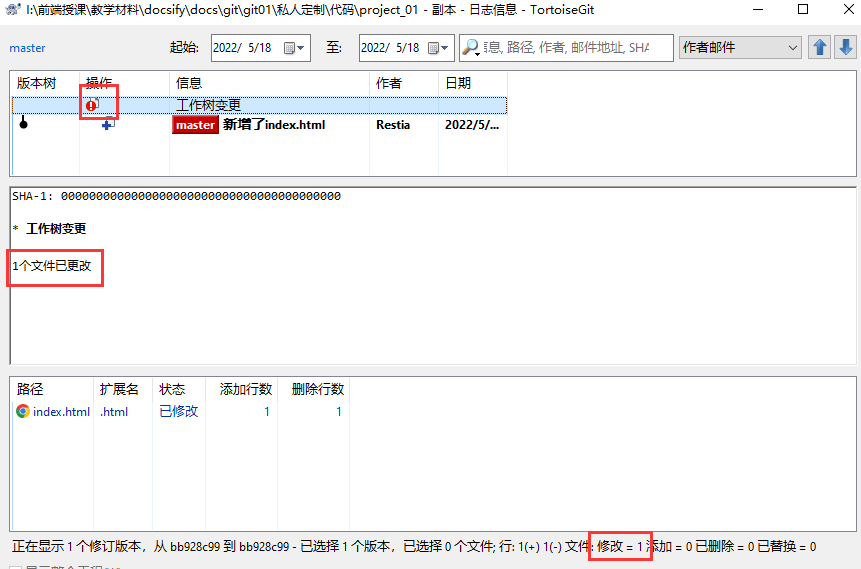 I:\前端授课\教学材料\docsify\docs\git\git01\私人定制\代码\project_01 - 副本 - 日志信息 - TortoiseGit
master 起始: 2022/ 5/18 至: 2022/ 5/18 信息, 路径, 作者, 邮件地址, SHA 作者邮件
版本树 操作 信息 作者 日期
工作树变更
master 新增了index.html Restia 2022/5/...
SHA-1: 0000000000000000000000000000000000000000
* 工作树变更
1个文件已更改
路径 扩展名 状态 添加行数 删除行数
index.html .html 已修改 1 1
正在显示 1 个修订版本，从 bb928c99 到 bb928c99 - 已选择 1 个版本，已选择 0 个文件; 行: 1(+) 1(-) 文件: 修改 = 1 添加 = 0 已删除 = 0 已替换 = 0